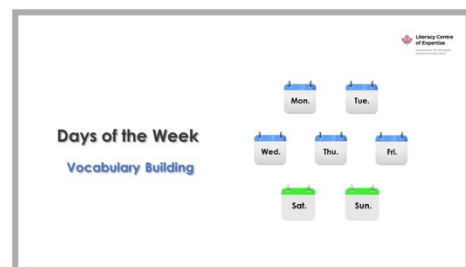 Literacy Centre
of Expertise
Days of the Week
Vocabulary Building
Mon.
Tue.
Wed.
Thu.
Fri.
Sat.
Sun.